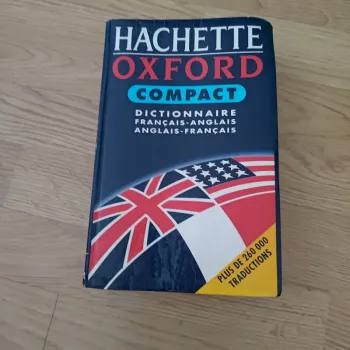 HACHETTE
OXFORD
COMPACT
DICTIONNAIRE
FRANÇAIS-ANGLAIS
ANGLAIS-FRANÇAIS
PLUS DE 260 000
TRADUCTIONS